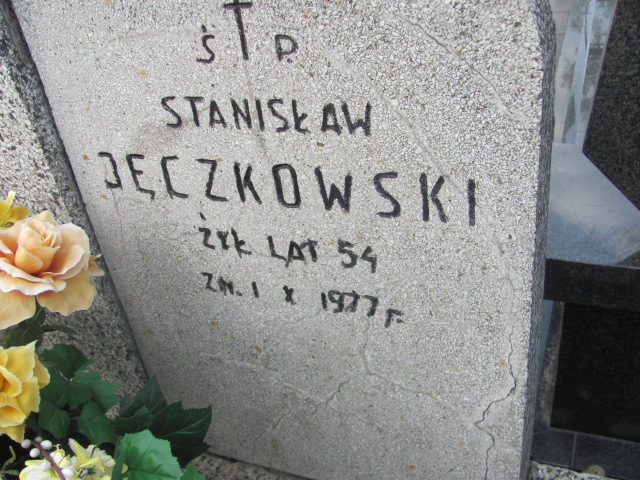 Ś P.
STANISŁAW
JĘCZKOWSKI
ŻYŁ LAT 54
ZM. 1 X 1977 r.